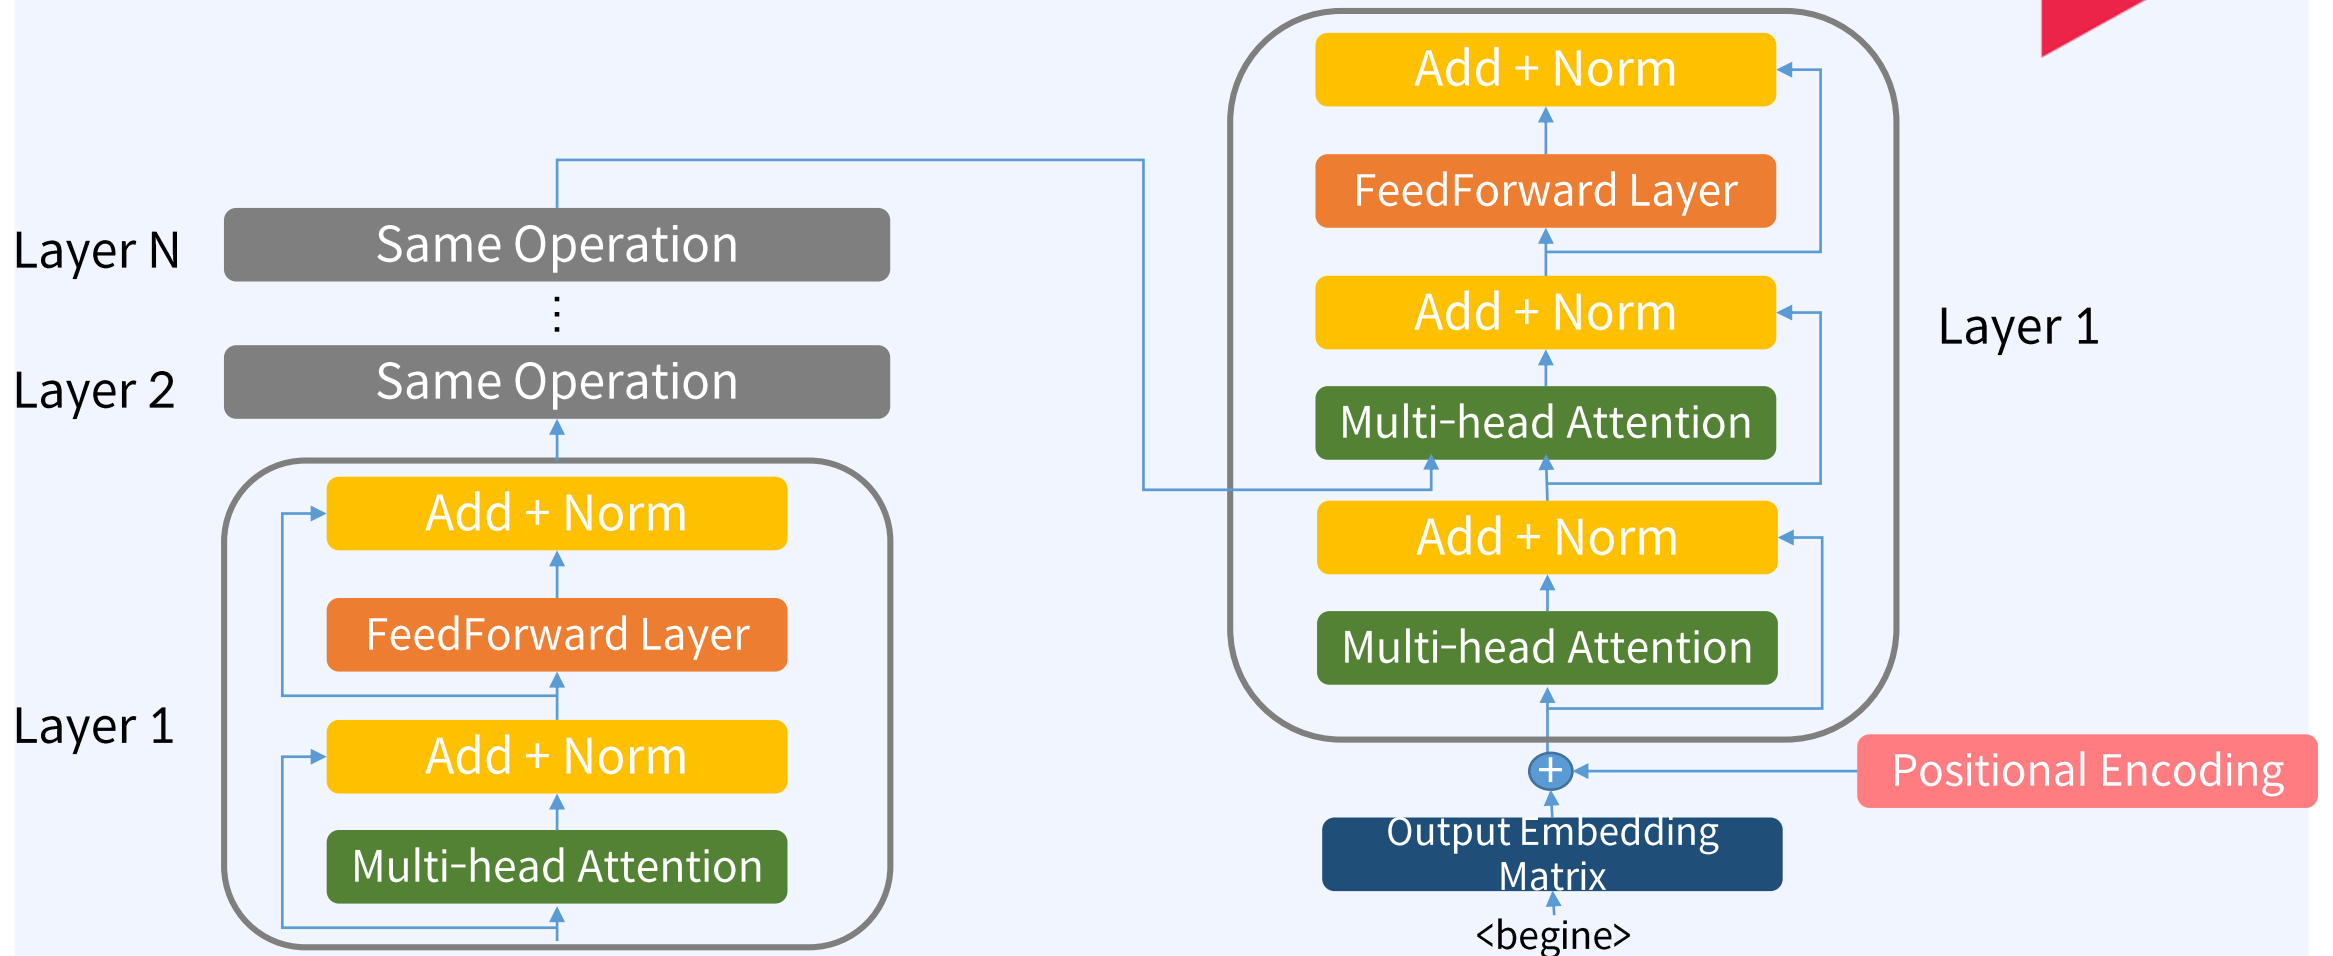 Layer N
Same Operation
⋮
Layer 2
Same Operation
Layer 1
Add + Norm
FeedForward Layer
Add + Norm
Multi-head Attention
Add + Norm
FeedForward Layer
Add + Norm
Multi-head Attention
Add + Norm
Multi-head Attention
Layer 1
+
Positional Encoding
Output Embedding
Matrix
<begine>